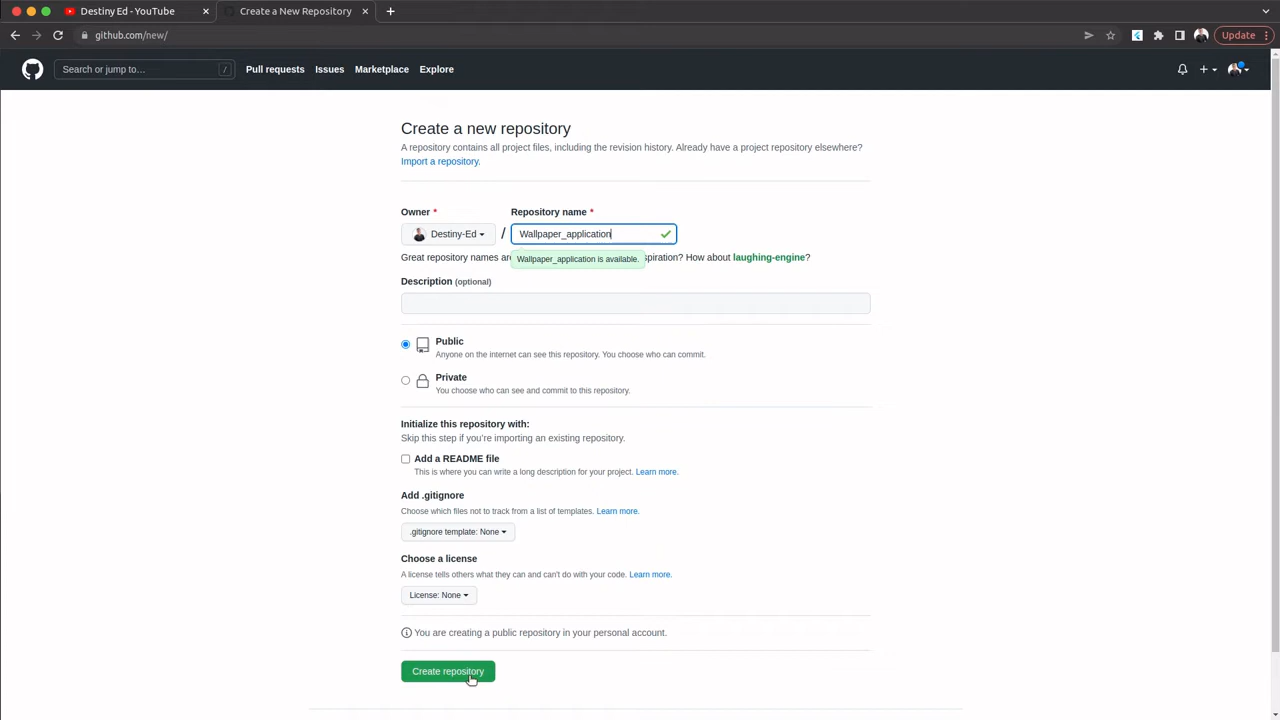 Destiny Ed - YouTube
Create a New Repository
github.com/new/
Update
Search or jump to…
/
Pull requests
Issues
Marketplace
Explore
Create a new repository
A repository contains all project files, including the revision history. Already have a project repository elsewhere?
Import a repository.
Owner *
Repository name *
Destiny-Ed
/
Wallpaper_application
Great repository names are
Wallpaper_application is available.
spiration? How about laughing-engine?
Description (optional)
Public
Anyone on the internet can see this repository. You choose who can commit.
Private
You choose who can see and commit to this repository.
Initialize this repository with:
Skip this step if you're importing an existing repository.
Add a README file
This is where you can write a long description for your project. Learn more.
Add .gitignore
Choose which files not to track from a list of templates. Learn more.
.gitignore template: None
Choose a license
A license tells others what they can and can't do with your code. Learn more.
License: None
You are creating a public repository in your personal account.
Create repository